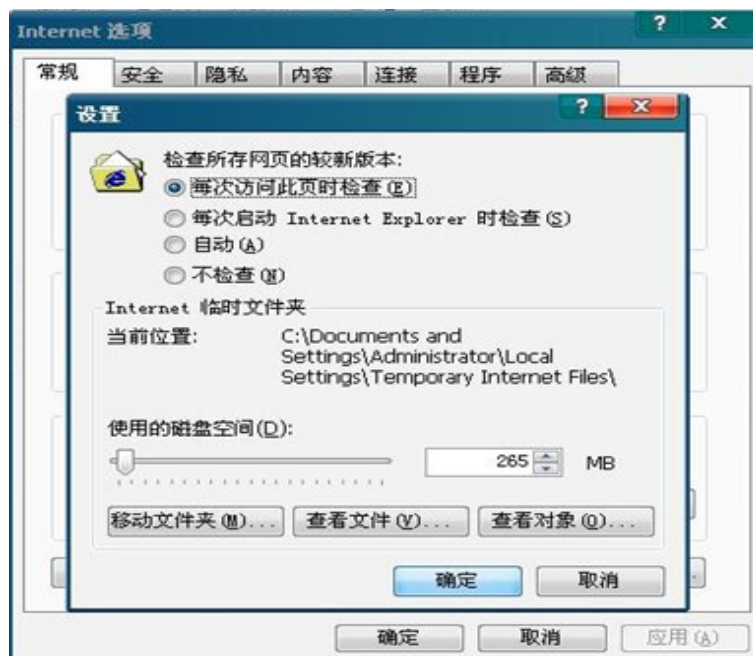 Internet 选项
常规 安全 隐私 内容 连接 程序 高级
设置
检查所存网页的较新版本:
每次访问此页时检查(E)
每次启动 Internet Explorer 时检查(S)
自动(A)
不检查(N)
Internet 临时文件夹
当前位置: C:\Documents and
Settings\Administrator\Local
Settings\Temporary Internet Files\
使用的磁盘空间(D):
265 MB
移动文件夹(M)... 查看文件(V)... 查看对象(O)...
确定 取消
确定 取消 应用(A)